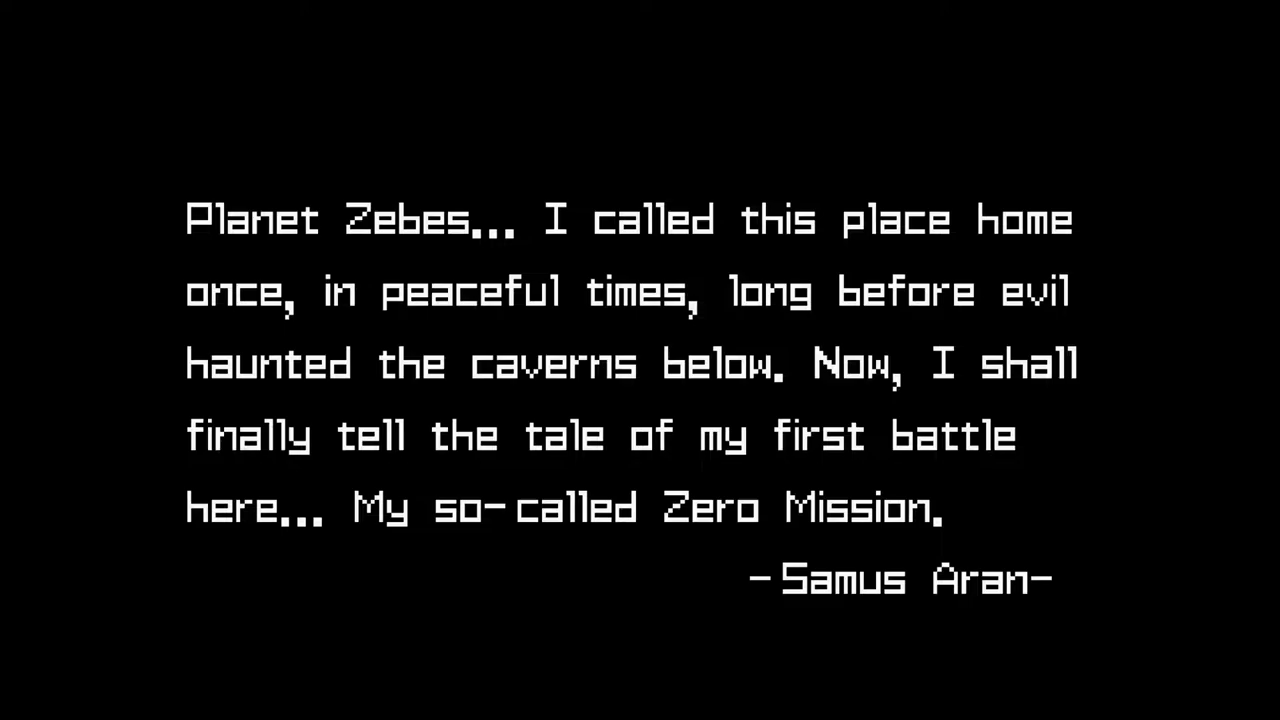 Planet Zebes... I called this place home
once, in peaceful times, long before evil
haunted the caverns below. Now, I shall
finally tell the tale of my first battle
here... My so-called Zero Mission.
-Samus Aran-